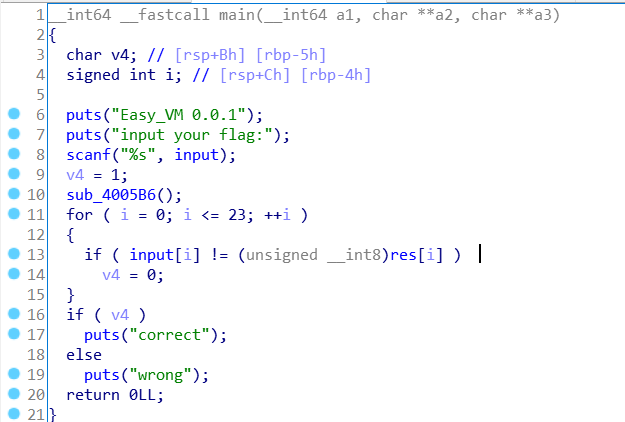 1 __int64 __fastcall main(__int64 a1, char **a2, char **a3)
2 {
3 char v4; // [rsp+Bh] [rbp-5h]
4 signed int i; // [rsp+Ch] [rbp-4h]
5
6 puts("Easy_VM 0.0.1");
7 puts("input your flag:");
8 scanf("%s", input);
9 v4 = 1;
10 sub_4005B6();
11 for ( i = 0; i <= 23; ++i )
12 {
13 if ( input[i] != (unsigned __int8)res[i] )
14 v4 = 0;
15 }
16 if ( v4 )
17 puts("correct");
18 else
19 puts("wrong");
20 return 0LL;
21 }